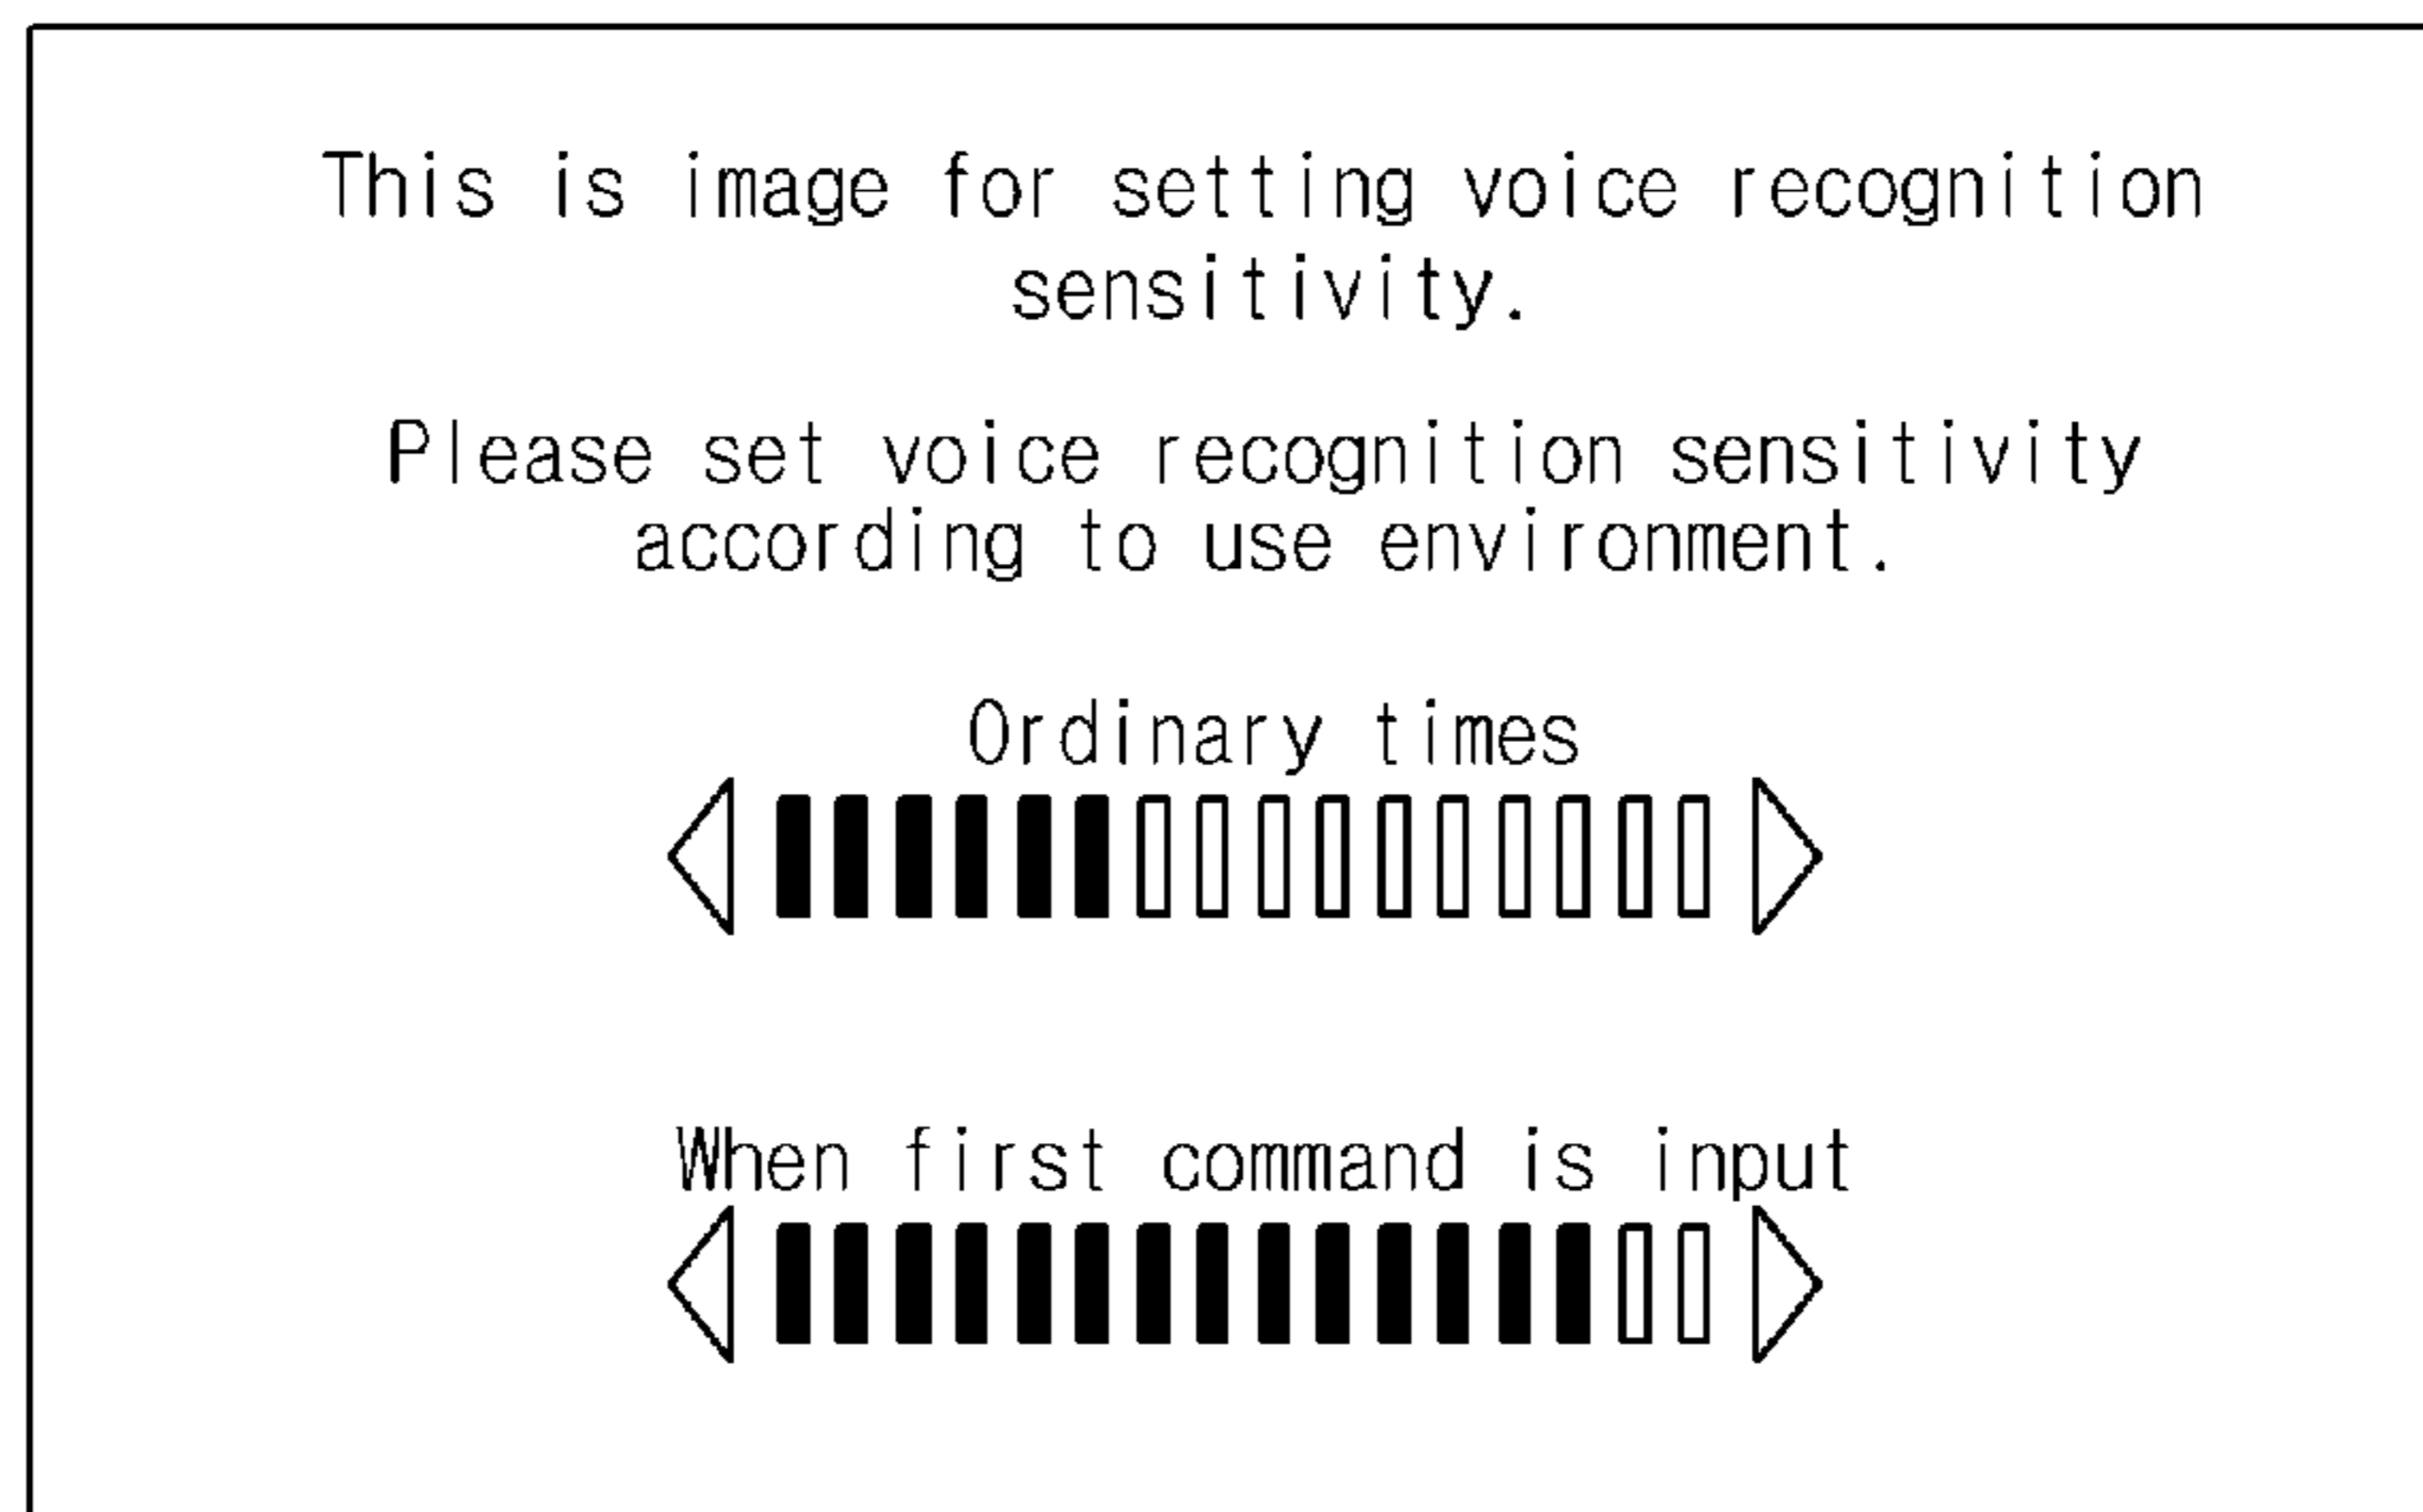 This is image for setting voice recognition
sensitivity.
Please set voice recognition sensitivity
according to use environment.
Ordinary times
When first command is input